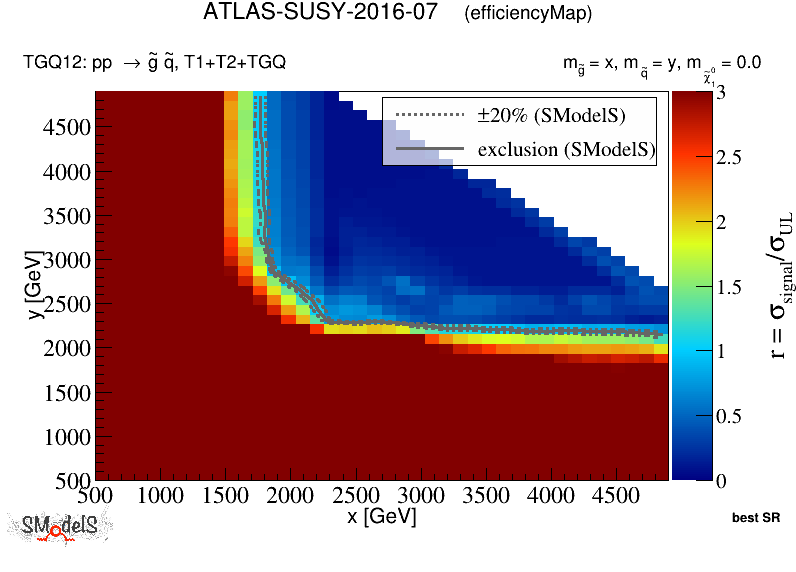 ATLAS-SUSY-2016-07 (efficiencyMap)
TGQ12: pp → g̃ q̃, T1+T2+TGQ m_g̃ = x, m_q̃ = y, m_χ̃₁⁰ = 0.0
±20% (SModelS)
exclusion (SModelS)
4500
4000
3500
3000
2500
2000
1500
1000
500
y [GeV]
500 1000 1500 2000 2500 3000 3500 4000 4500
x [GeV]
3
2.5
2
1.5
1
0.5
0
r = σ_signal/σ_UL
SModelS
best SR